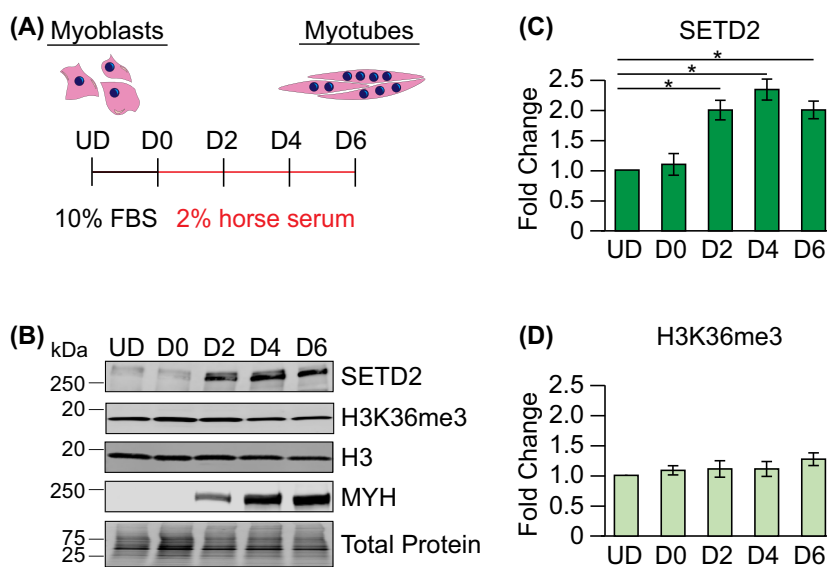 (A)
Myoblasts
Myotubes
UD D0 D2 D4 D6
10% FBS 2% horse serum
(B)
kDa UD D0 D2 D4 D6
250 SETD2
20 H3K36me3
20 H3
250 MYH
75
25 Total Protein
(C)
SETD2
*
*
*
Fold Change
2.5
2.0
1.5
1.0
0.5
0
UD D0 D2 D4 D6
(D)
H3K36me3
Fold Change
2.5
2.0
1.5
1.0
0.5
0
UD D0 D2 D4 D6